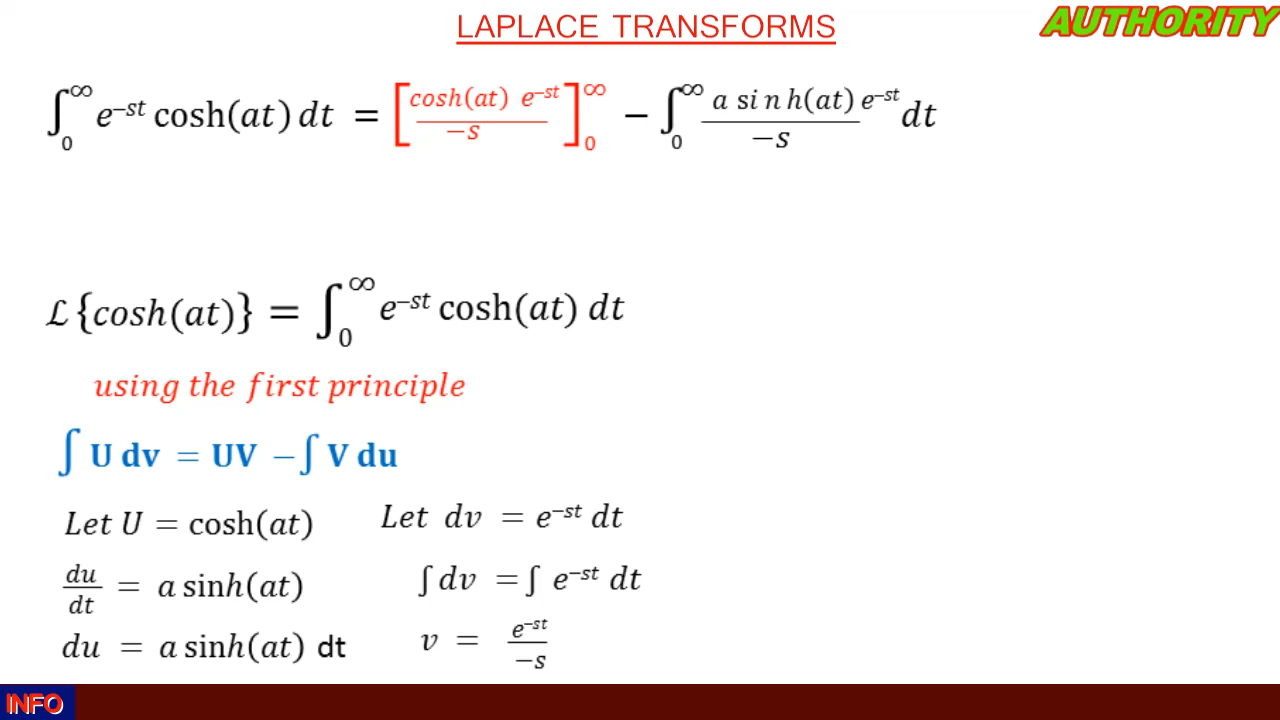 LAPLACE TRANSFORMS
AUTHORITY
∫₀^∞ e^{–st} cosh(at) dt = [cosh(at) e^{–st} / –s]₀^∞ – ∫₀^∞ a sinh(at) e^{–st} / –s dt
ℒ{cosh(at)} = ∫₀^∞ e^{–st} cosh(at) dt
using the first principle
∫ U dv = UV – ∫ V du
Let U = cosh(at) Let dv = e^{–st} dt
du/dt = a sinh(at) ∫ dv = ∫ e^{–st} dt
du = a sinh(at) dt v = e^{–st} / –s
INFO